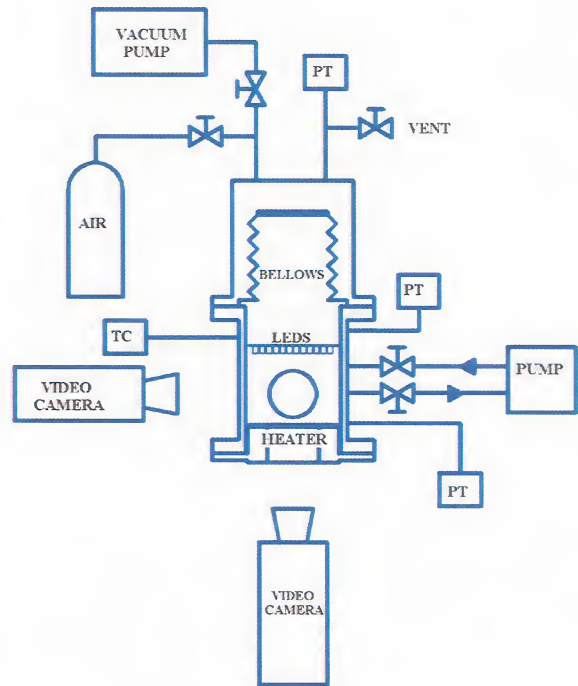 VACUUM
PUMP
PT
VENT
AIR
BELLOWS
PT
TC
LEDS
VIDEO
CAMERA
PUMP
HEATER
PT
VIDEO
CAMERA